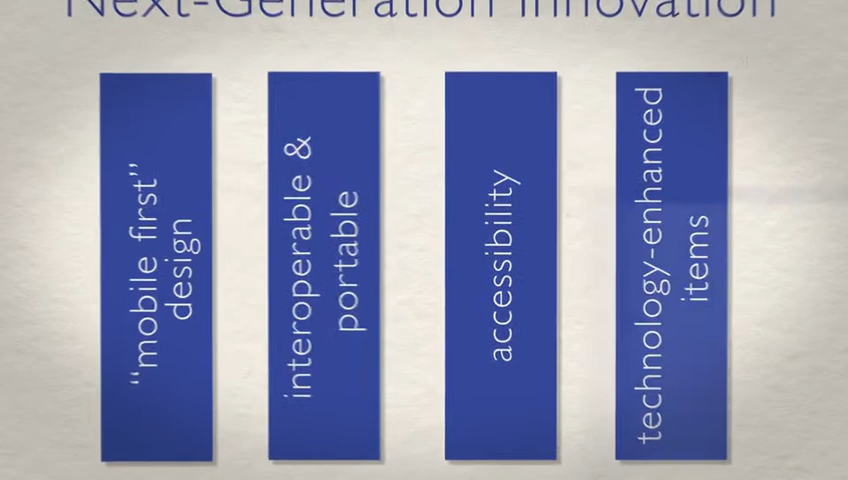 Next-Generation Innovation
“mobile first”
design
interoperable &
portable
accessibility
technology-enhanced
items